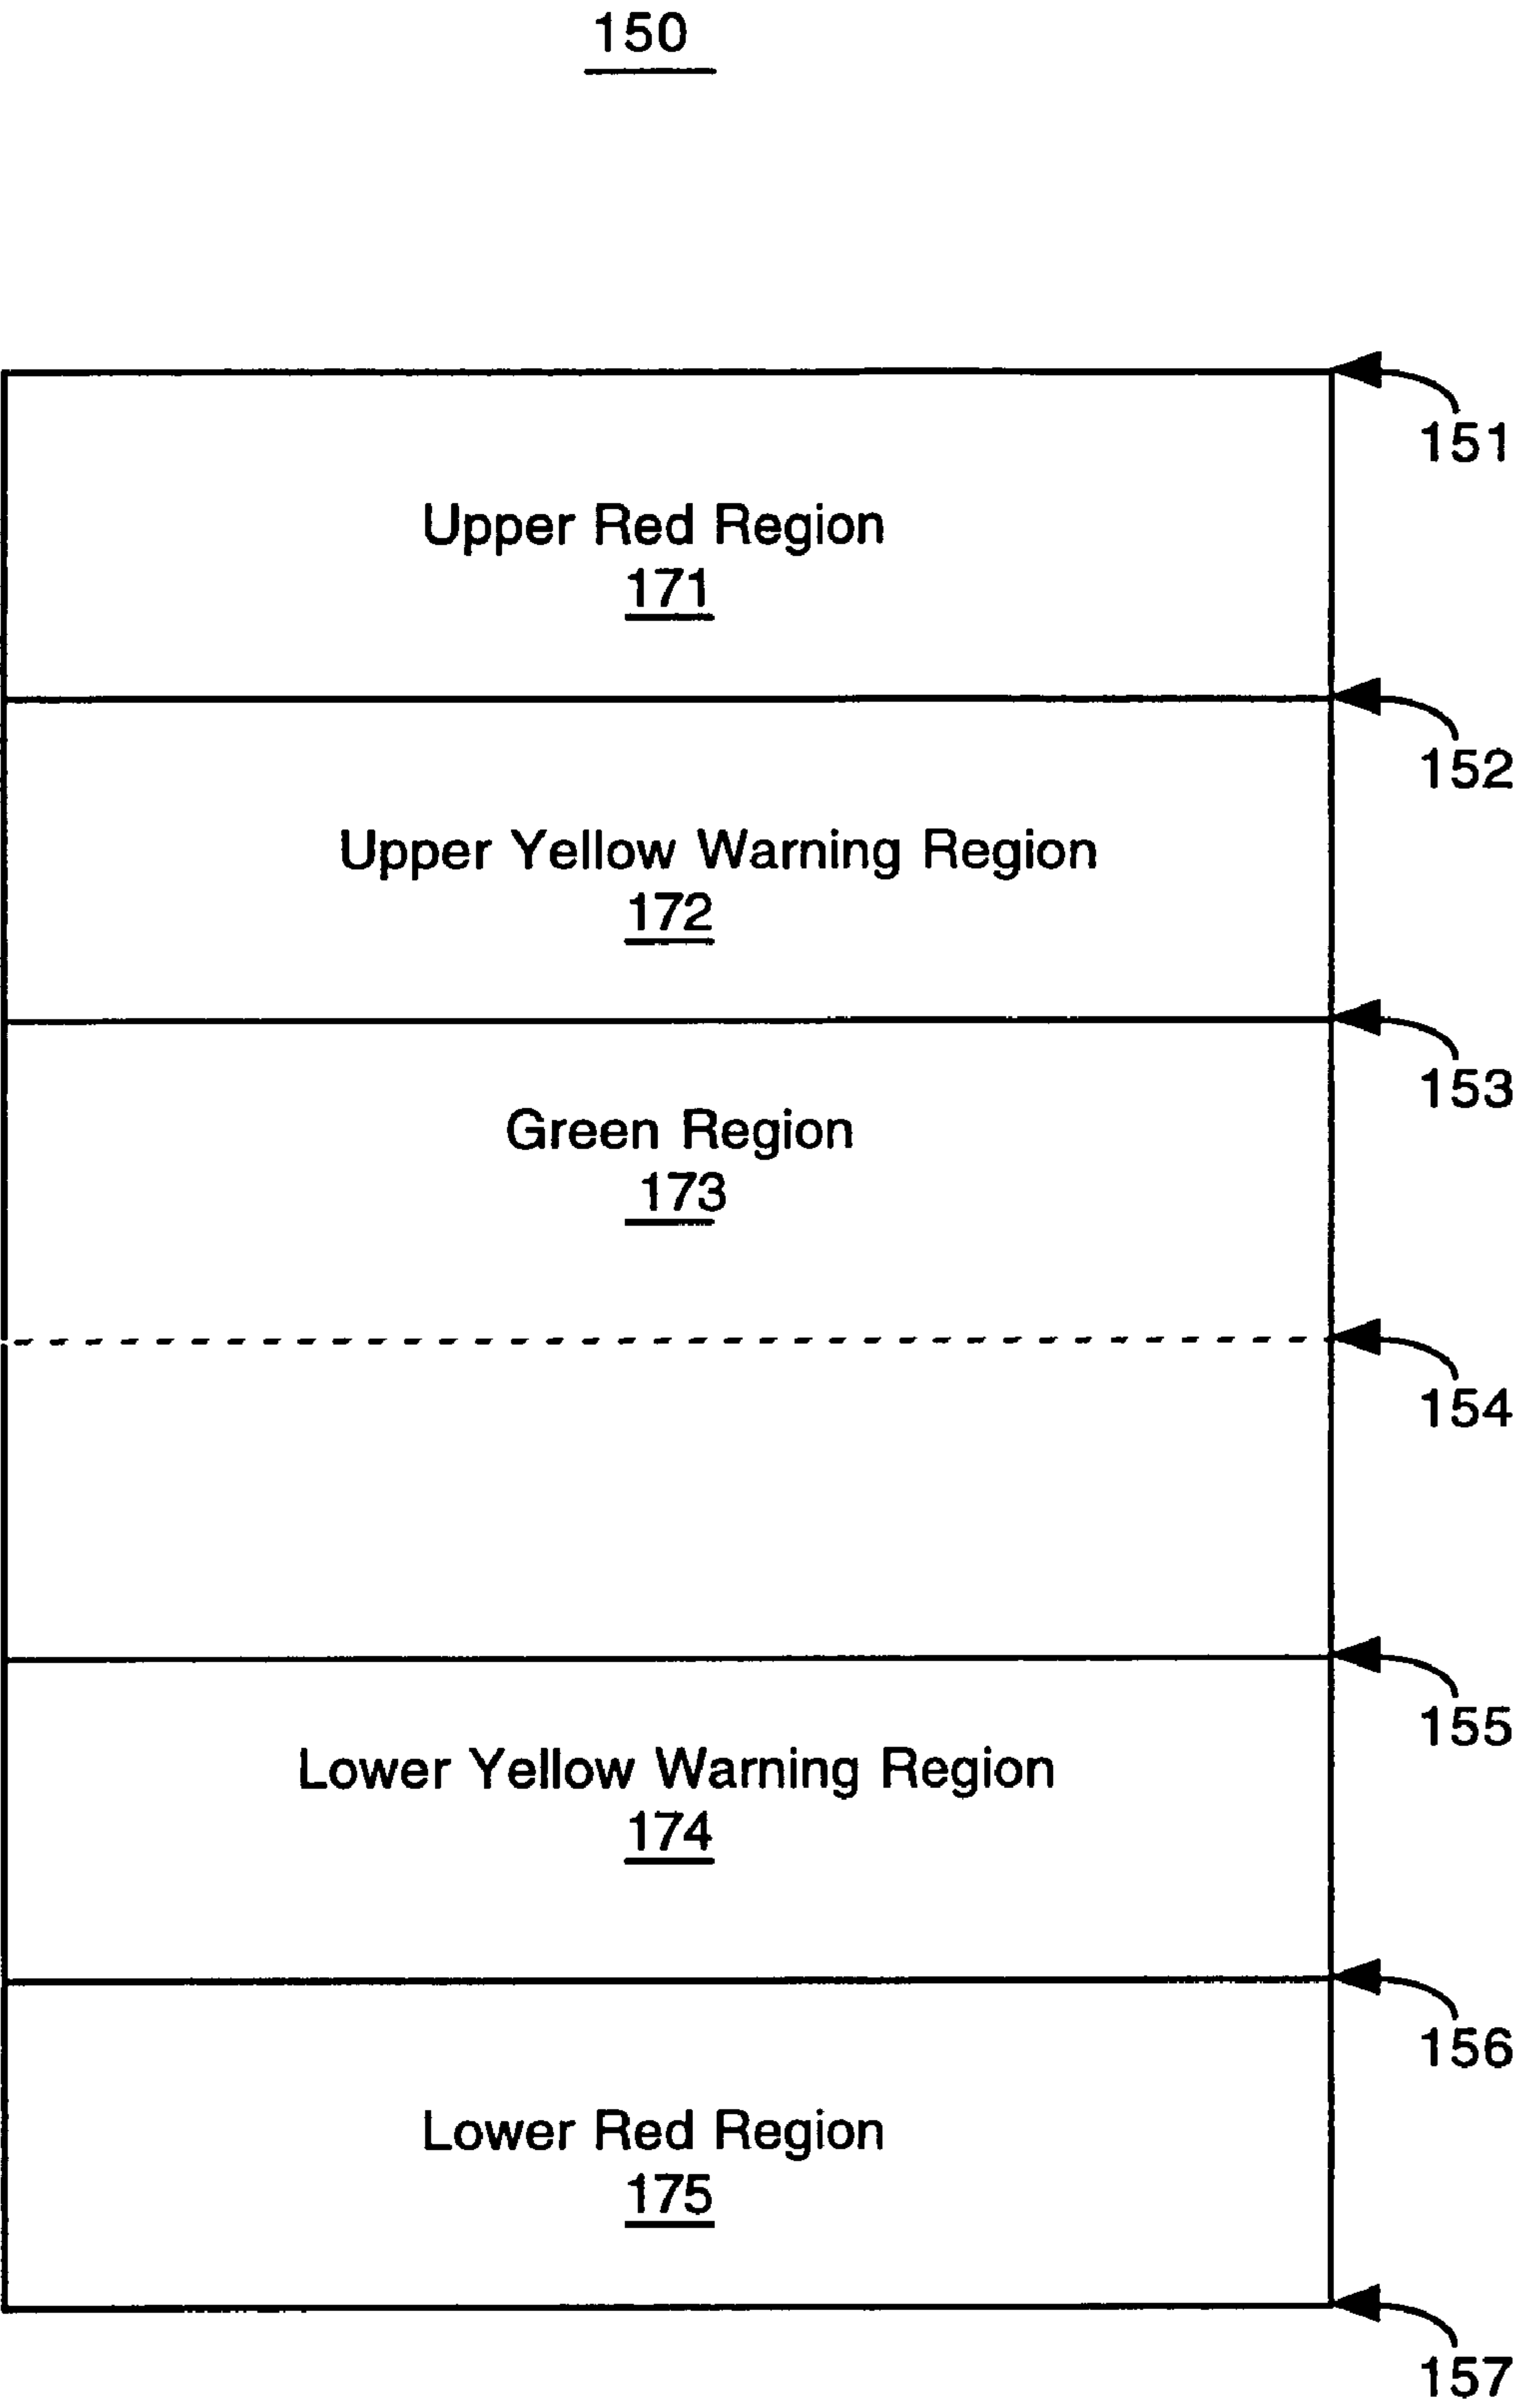 150
151
Upper Red Region
171
152
Upper Yellow Warning Region
172
153
Green Region
173
154
155
Lower Yellow Warning Region
174
156
Lower Red Region
175
157